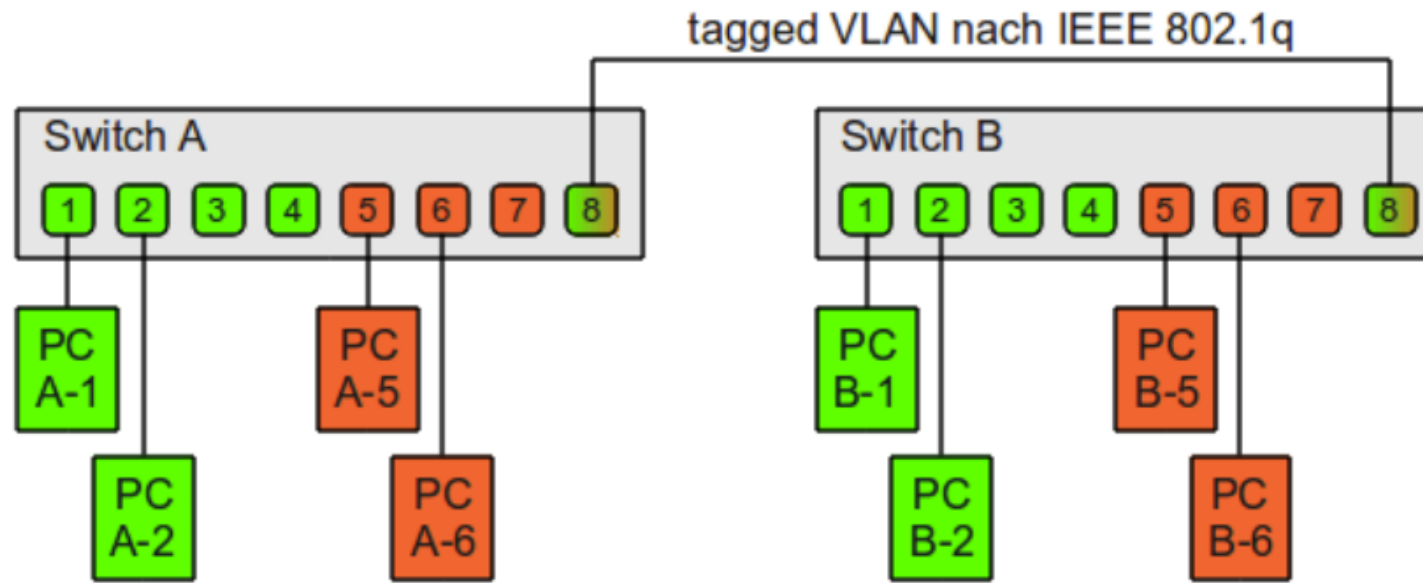 tagged VLAN nach IEEE 802.1q
Switch A
1 2 3 4 5 6 7 8
Switch B
1 2 3 4 5 6 7 8
PC
A-1
PC
A-5
PC
B-1
PC
B-5
PC
A-2
PC
A-6
PC
B-2
PC
B-6